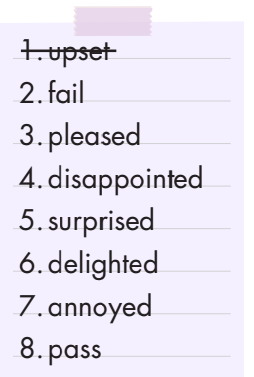 1. upset
2. fail
3. pleased
4. disappointed
5. surprised
6. delighted
7. annoyed
8. pass